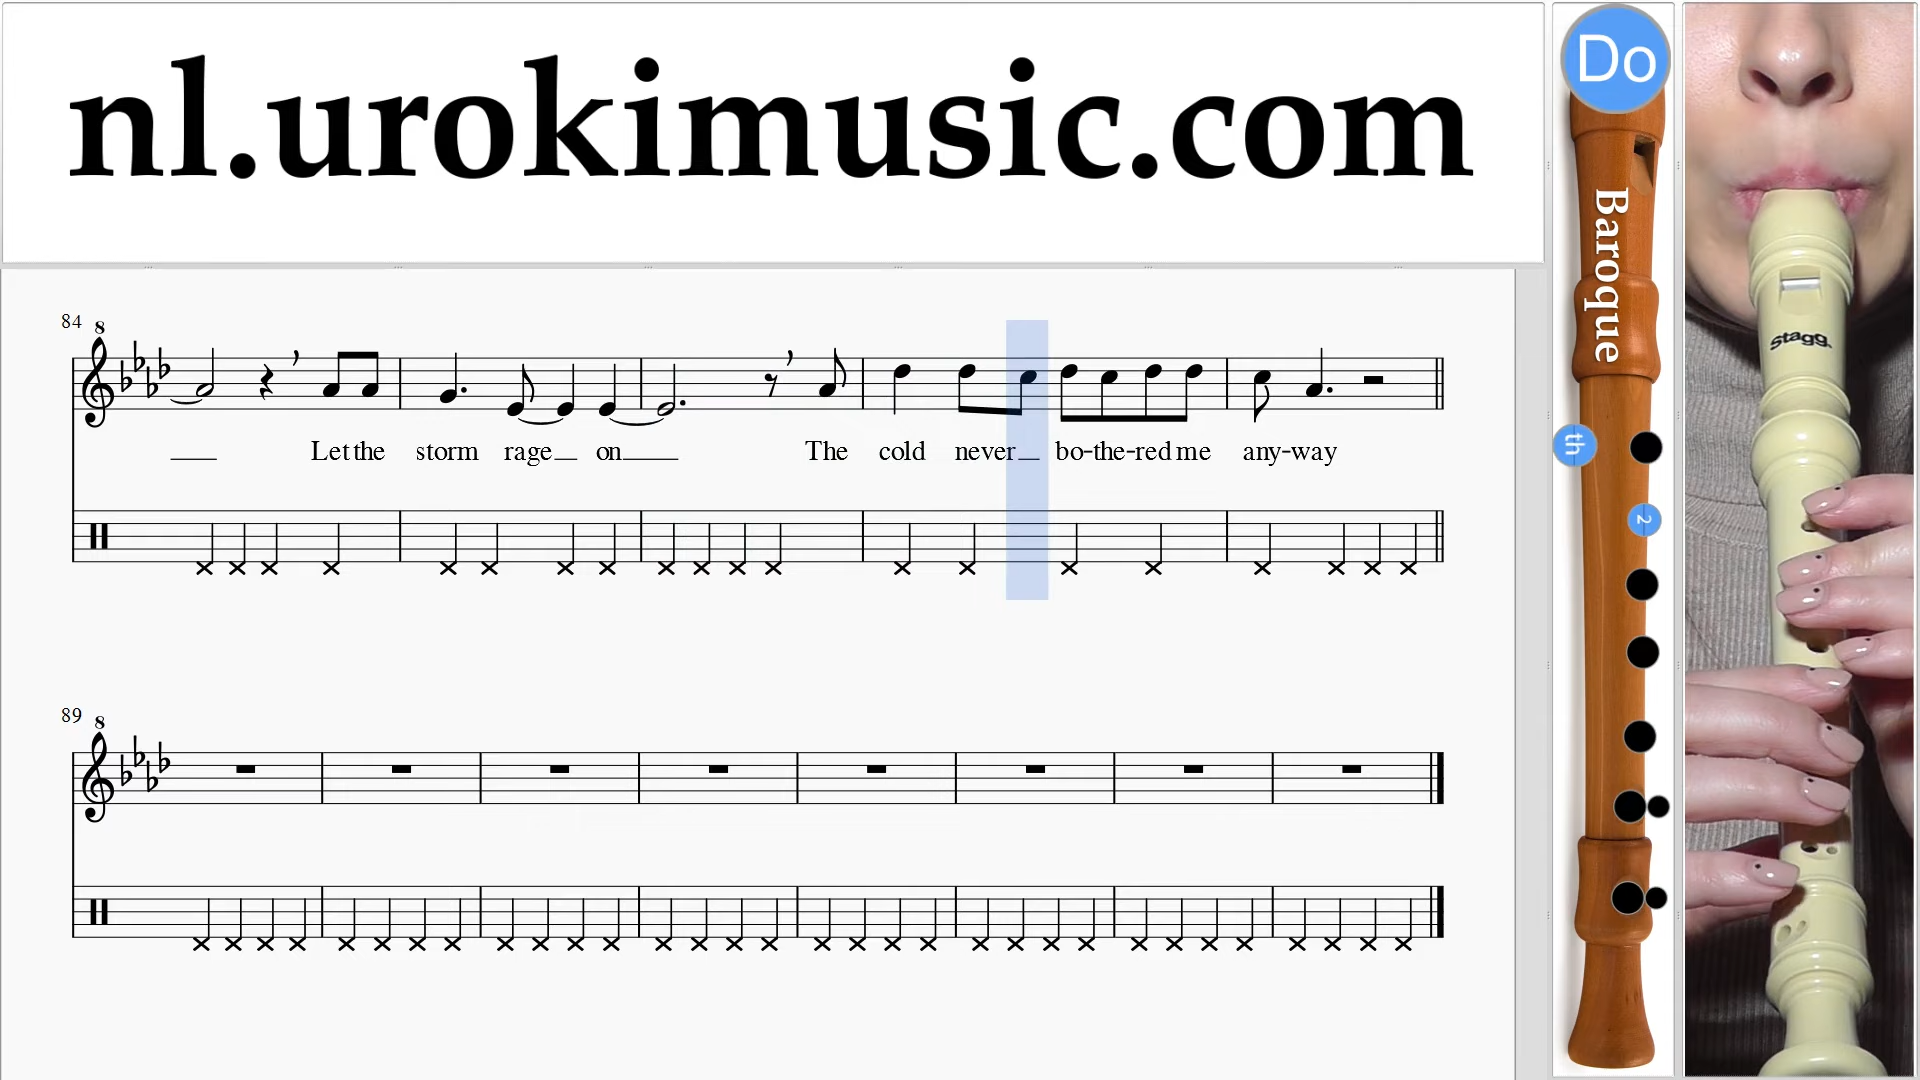 nl.urokimusic.com
Do
Baroque
Stagg
84
8
Let the storm rage on The cold never bo-the-red me any-way
th
2
89
8